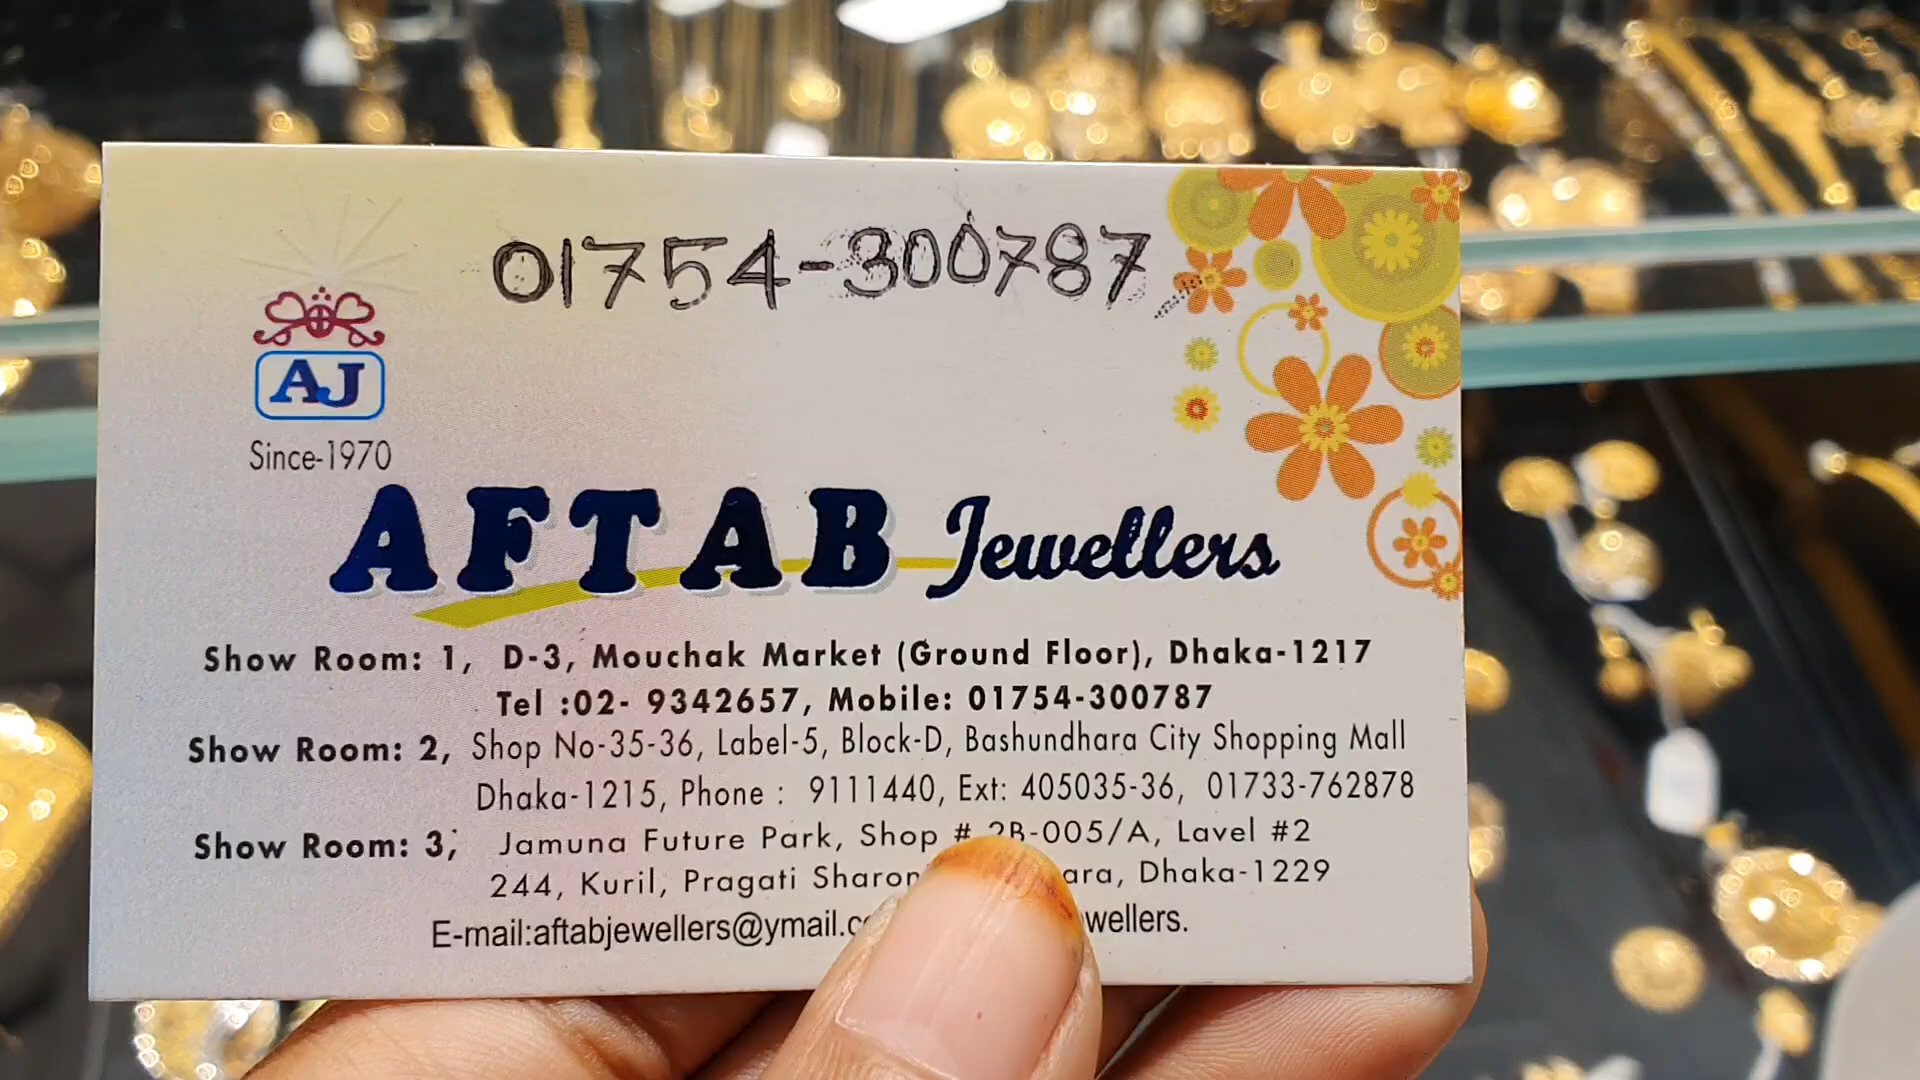 01754-300787
AJ
Since-1970
AFTAB Jewellers
Show Room: 1, D-3, Mouchak Market (Ground Floor), Dhaka-1217
Tel :02- 9342657, Mobile: 01754-300787
Show Room: 2, Shop No-35-36, Label-5, Block-D, Bashundhara City Shopping Mall
Dhaka-1215, Phone : 9111440, Ext: 405035-36, 01733-762878
Show Room: 3, Jamuna Future Park, Shop # 2B-005/A, Lavel #2
244, Kuril, Pragati Dhaka-1229
E-mail:aftabjewellers@ymail.